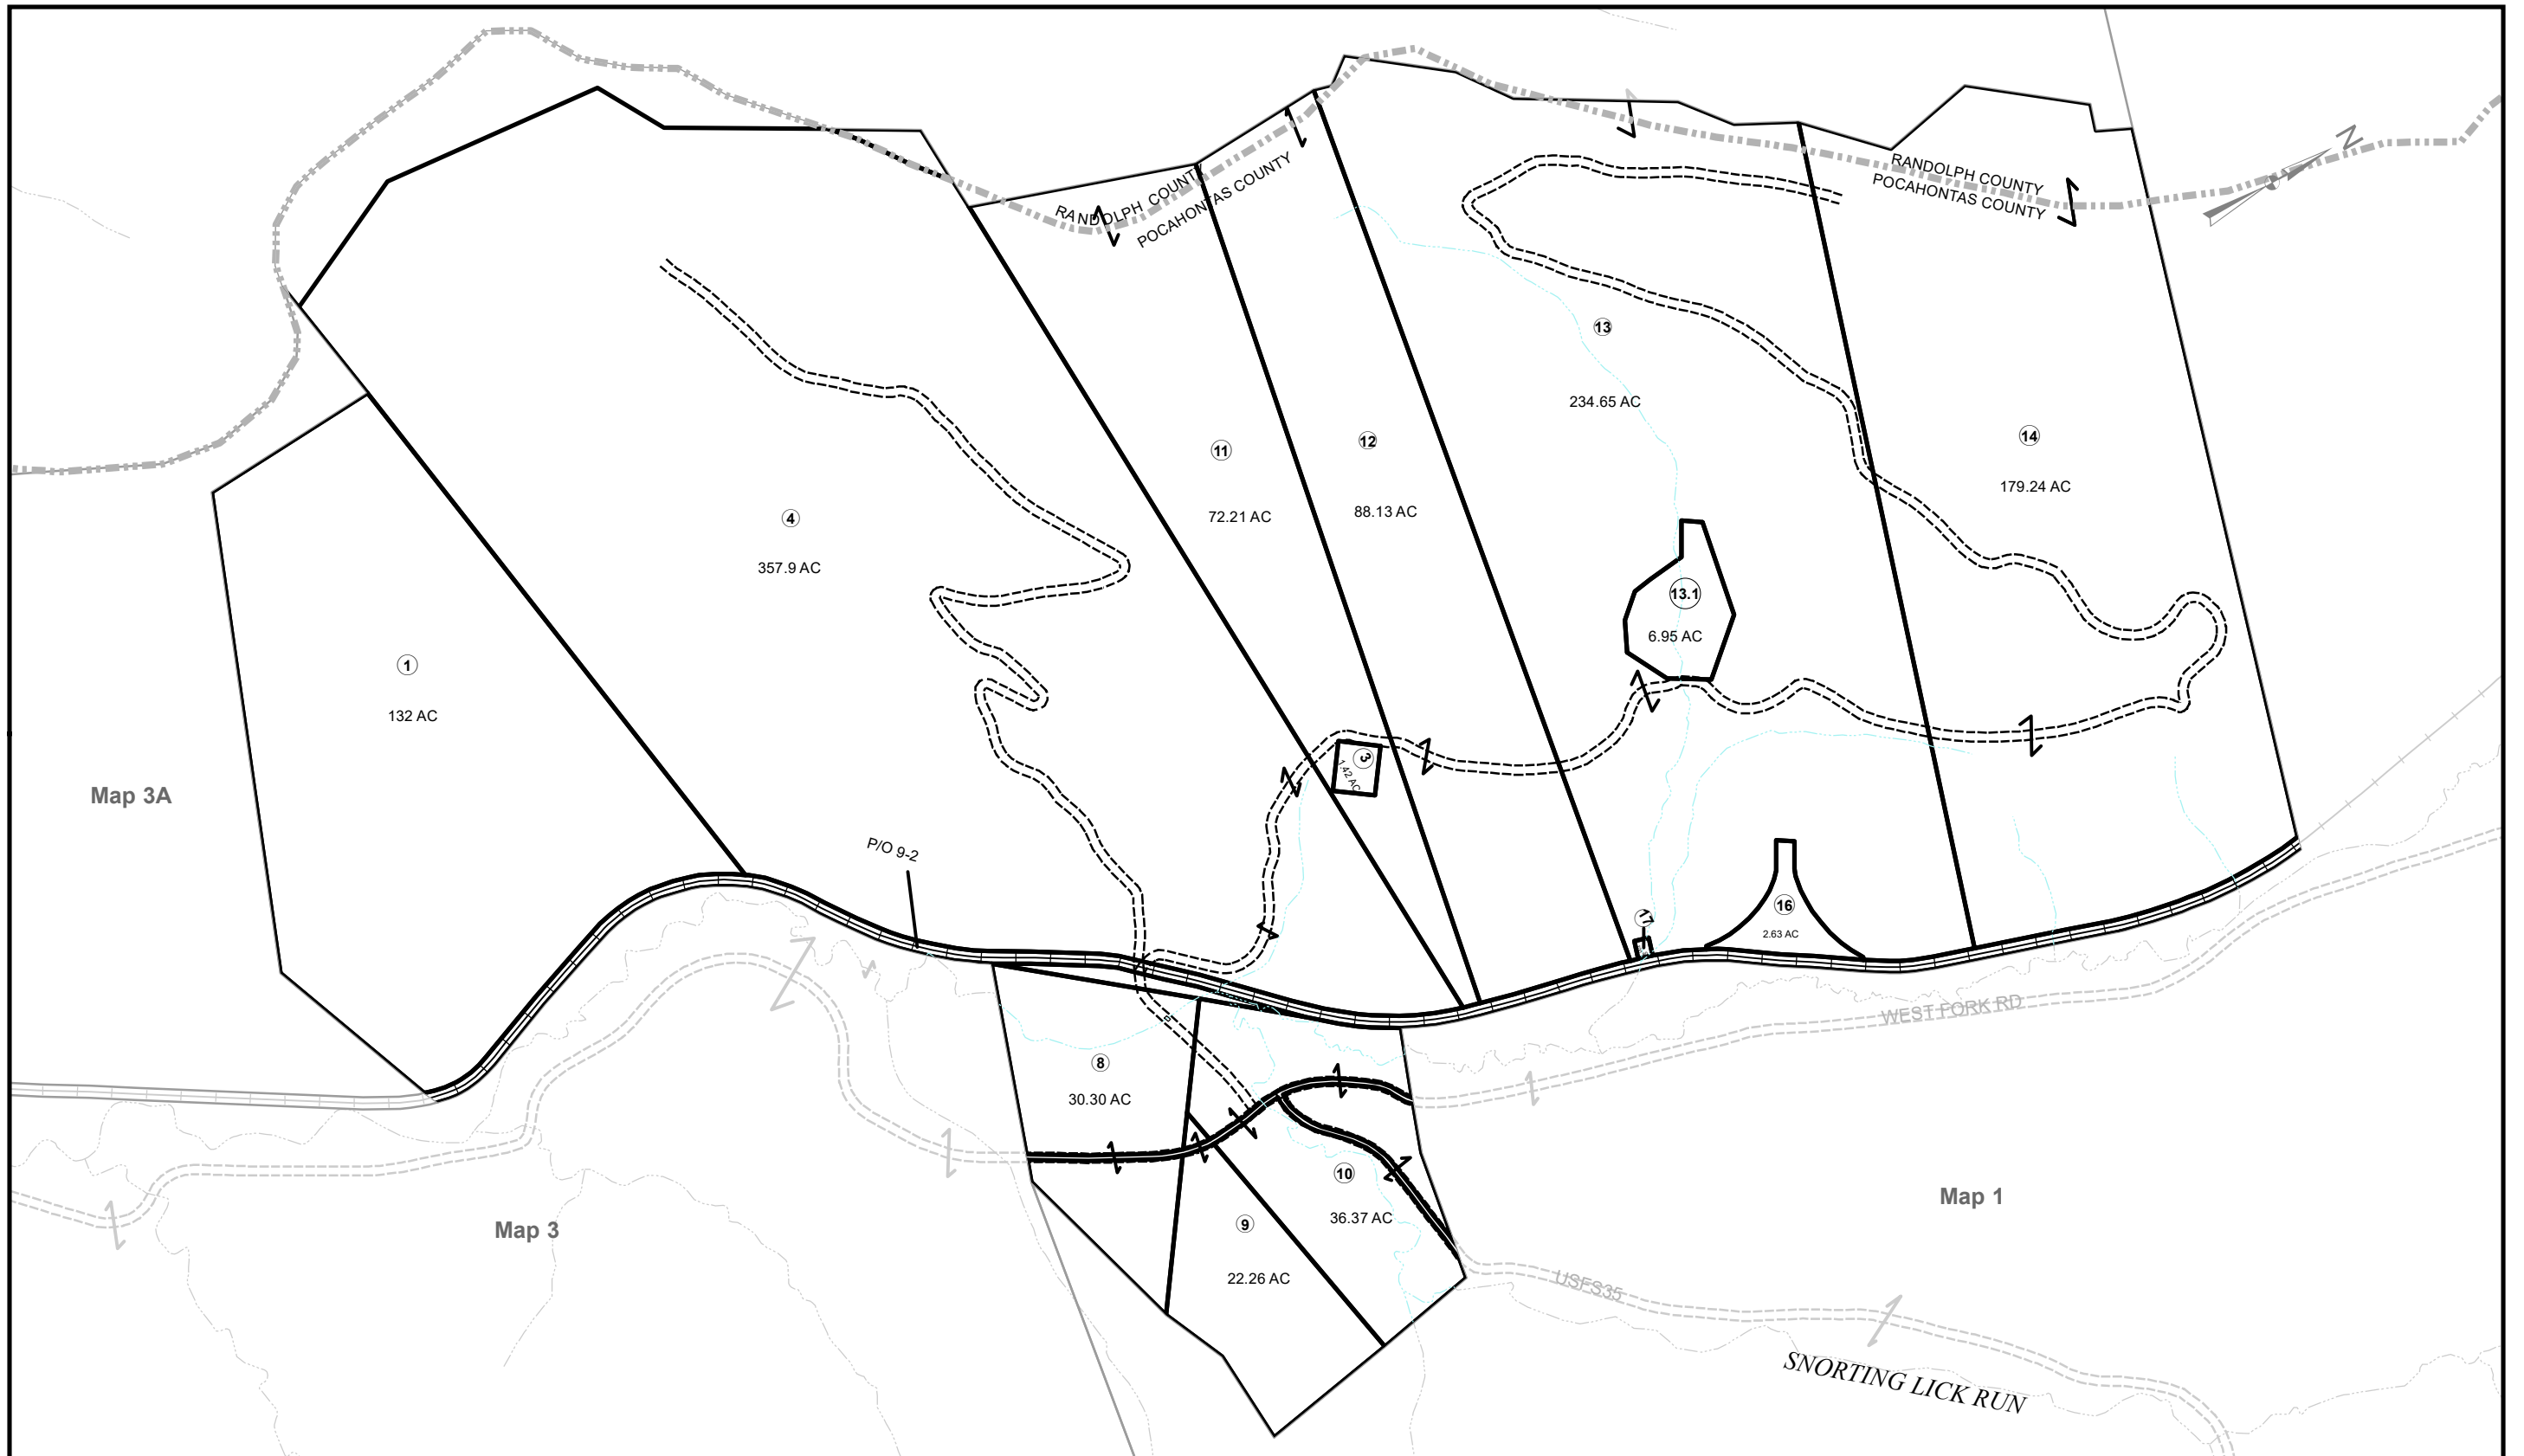 RANDOLPH COUNTY
POCAHONTAS COUNTY
RANDOLPH COUNTY
POCAHONTAS COUNTY
N
13
234.65 AC
14
179.24 AC
11
72.21 AC
12
88.13 AC
4
357.9 AC
13.1
6.95 AC
1
132 AC
3
1.42 AC
Map 3A
P/O 9-2
17
16
2.63 AC
WEST FORK RD
8
30.30 AC
10
36.37 AC
9
22.26 AC
Map 3
Map 1
USFS35
SNORTING LICK RUN